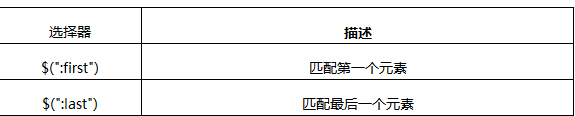 选择器 描述
$(":first") 匹配第一个元素
$(":last") 匹配最后一个元素